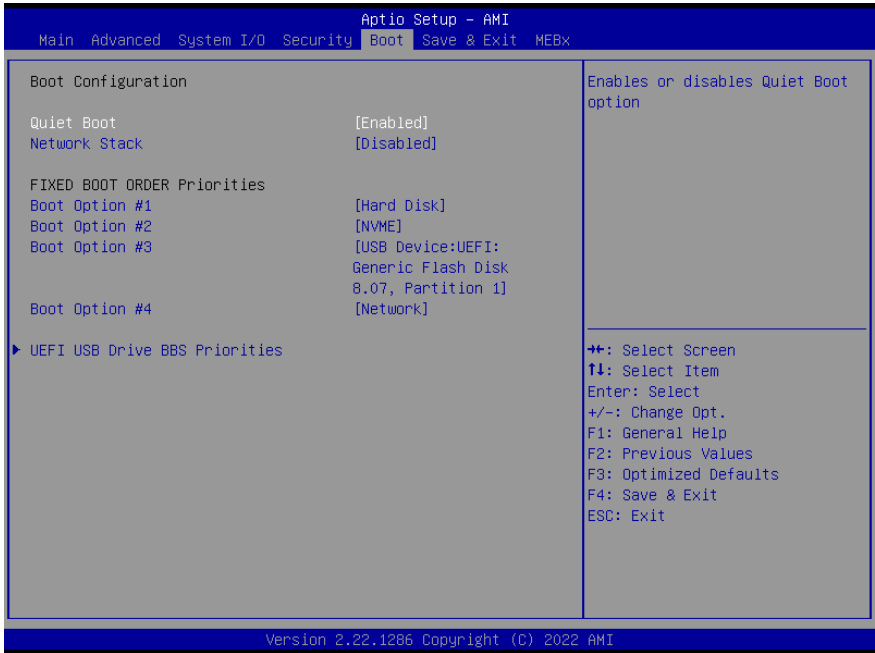 Aptio Setup – AMI
Main Advanced System I/O Security Boot Save & Exit MEBx
Boot Configuration
Quiet Boot [Enabled]
Network Stack [Disabled]
FIXED BOOT ORDER Priorities
Boot Option #1 [Hard Disk]
Boot Option #2 [NVME]
Boot Option #3 [USB Device:UEFI:
Generic Flash Disk
8.07, Partition 1]
Boot Option #4 [Network]
UEFI USB Drive BBS Priorities
Enables or disables Quiet Boot
option
→←: Select Screen
↑↓: Select Item
Enter: Select
+/-: Change Opt.
F1: General Help
F2: Previous Values
F3: Optimized Defaults
F4: Save & Exit
ESC: Exit
Version 2.22.1286 Copyright (C) 2022 AMI